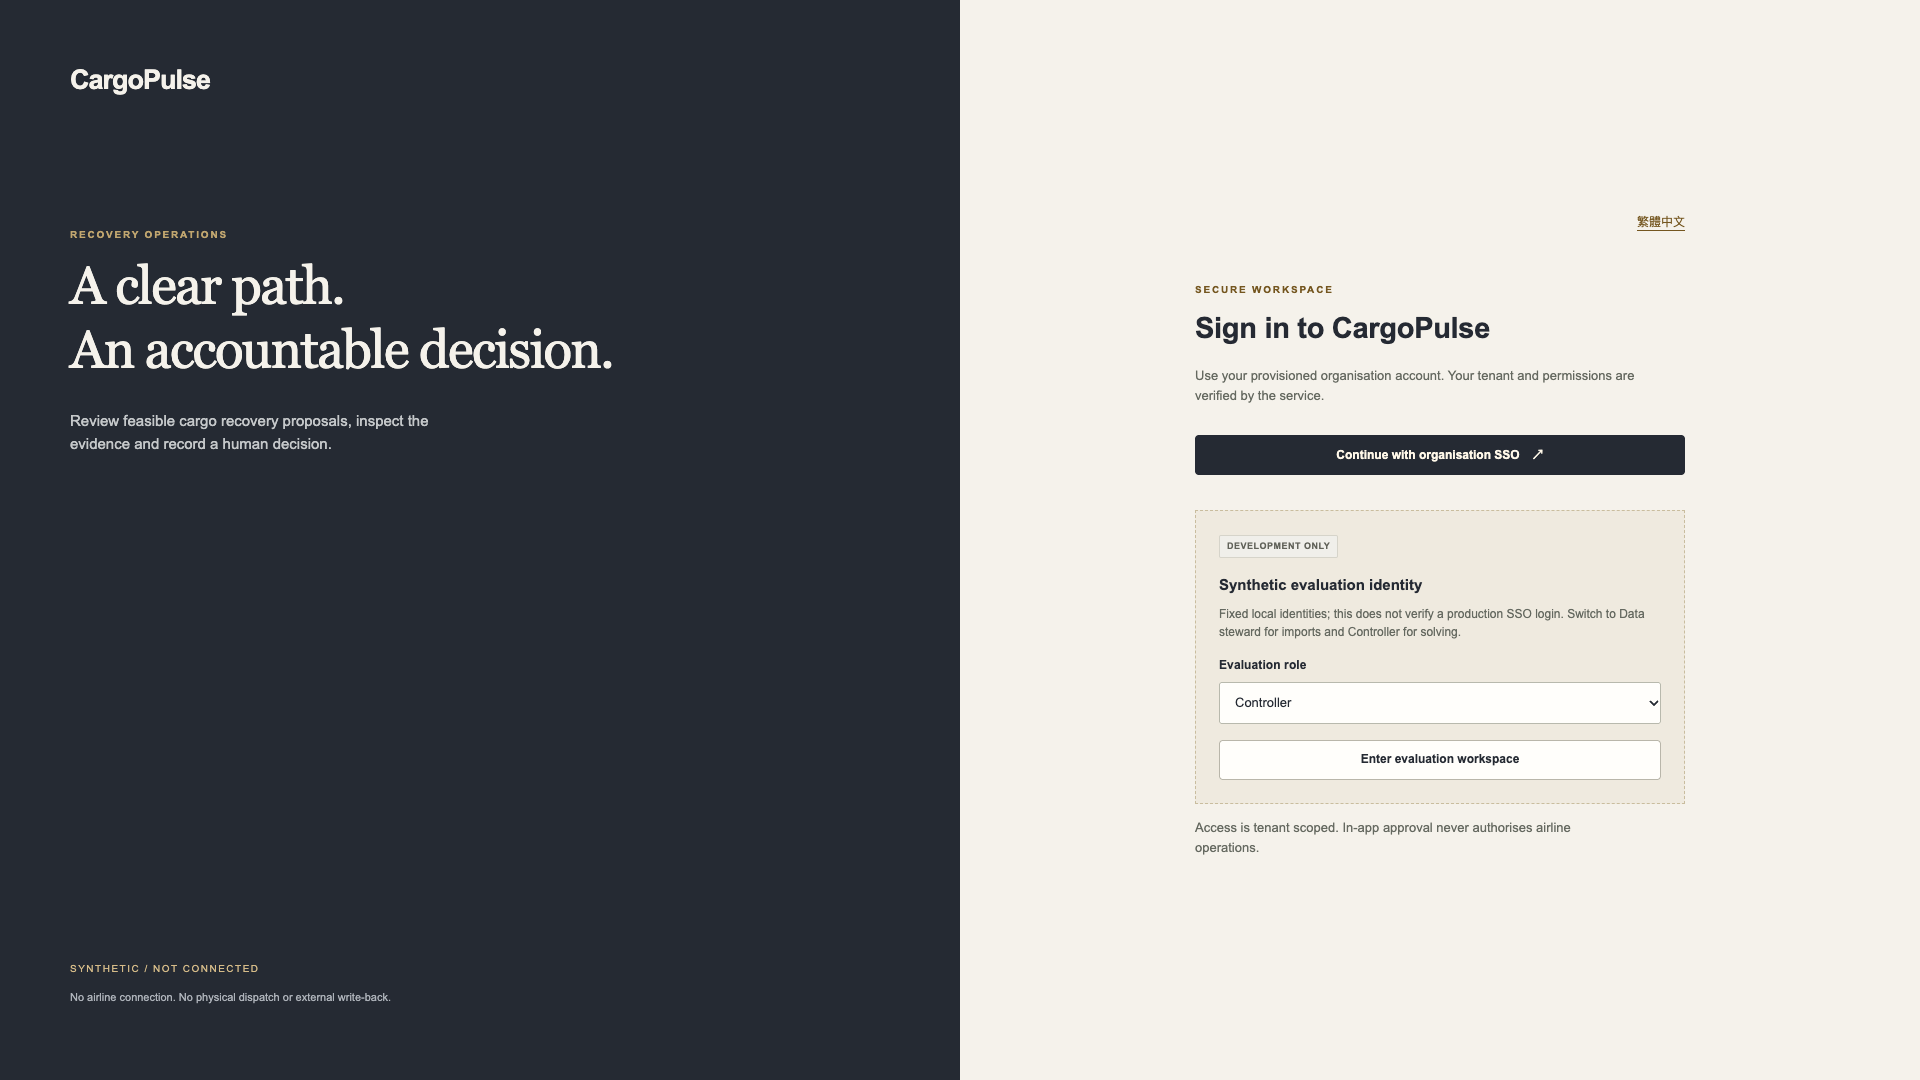 CargoPulse
RECOVERY OPERATIONS
A clear path.
An accountable decision.
Review feasible cargo recovery proposals, inspect the
evidence and record a human decision.
SYNTHETIC / NOT CONNECTED
No airline connection. No physical dispatch or external write-back.
繁體中文
SECURE WORKSPACE
Sign in to CargoPulse
Use your provisioned organisation account. Your tenant and permissions are
verified by the service.
Continue with organisation SSO ↗
DEVELOPMENT ONLY
Synthetic evaluation identity
Fixed local identities; this does not verify a production SSO login. Switch to Data
steward for imports and Controller for solving.
Evaluation role
Controller
Enter evaluation workspace
Access is tenant scoped. In-app approval never authorises airline
operations.